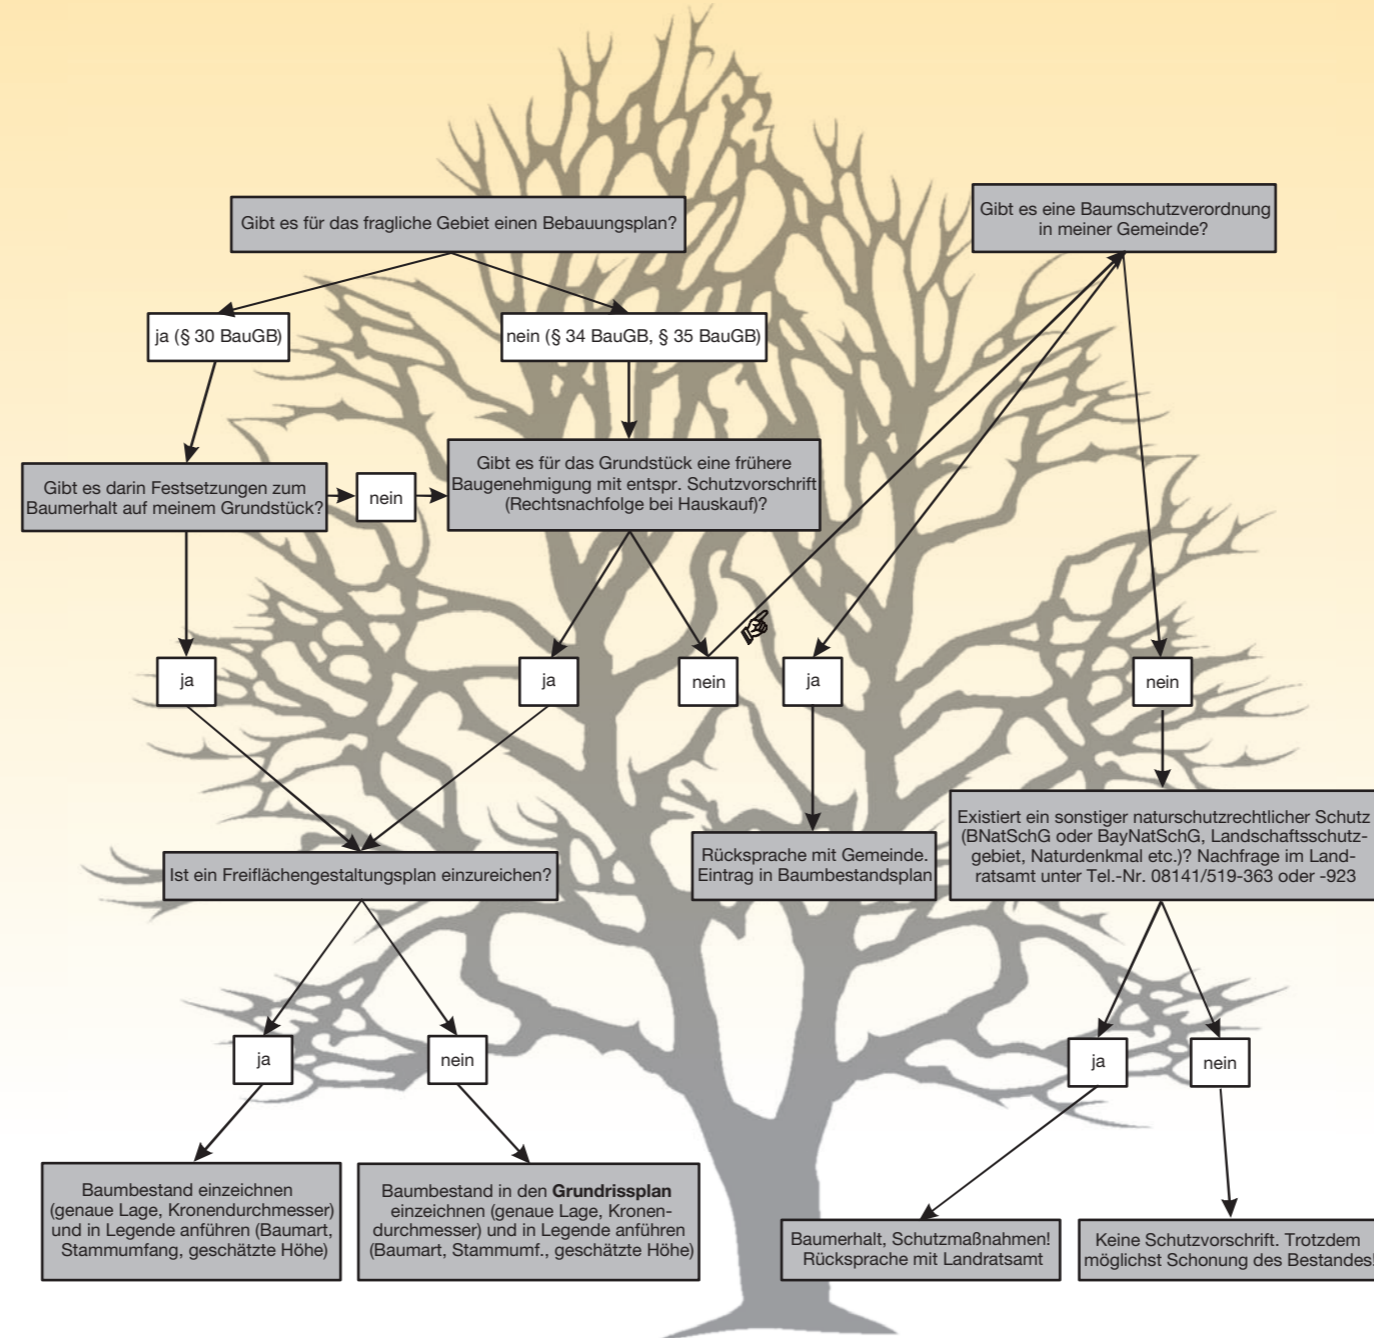 Gibt es für das fragliche Gebiet einen Bebauungsplan?
Gibt es eine Baumschutzverordnung
in meiner Gemeinde?
ja (§ 30 BauGB)
nein (§ 34 BauGB, § 35 BauGB)
Gibt es darin Festsetzungen zum
Baumerhalt auf meinem Grundstück?
nein
Gibt es für das Grundstück eine frühere
Baugenehmigung mit entspr. Schutzvorschrift
(Rechtsnachfolge bei Hauskauf)?
ja
ja
nein
ja
nein
Ist ein Freiflächengestaltungsplan einzureichen?
Rücksprache mit Gemeinde.
Eintrag in Baumbestandsplan
Existiert ein sonstiger naturschutzrechtlicher Schutz
(BNatSchG oder BayNatSchG, Landschaftsschutz-
gebiet, Naturdenkmal etc.)? Nachfrage im Land-
ratsamt unter Tel.-Nr. 08141/519-363 oder -923
ja
nein
ja
nein
Baumbestand einzeichnen
(genaue Lage, Kronendurchmesser)
und in Legende anführen (Baumart,
Stammumfang, geschätzte Höhe)
Baumbestand in den Grundrissplan
einzeichnen (genaue Lage, Kronen-
durchmesser) und in Legende anführen
(Baumart, Stammumf., geschätzte Höhe)
Baumerhalt, Schutzmaßnahmen!
Rücksprache mit Landratsamt
Keine Schutzvorschrift. Trotzdem
möglichst Schonung des Bestandes!